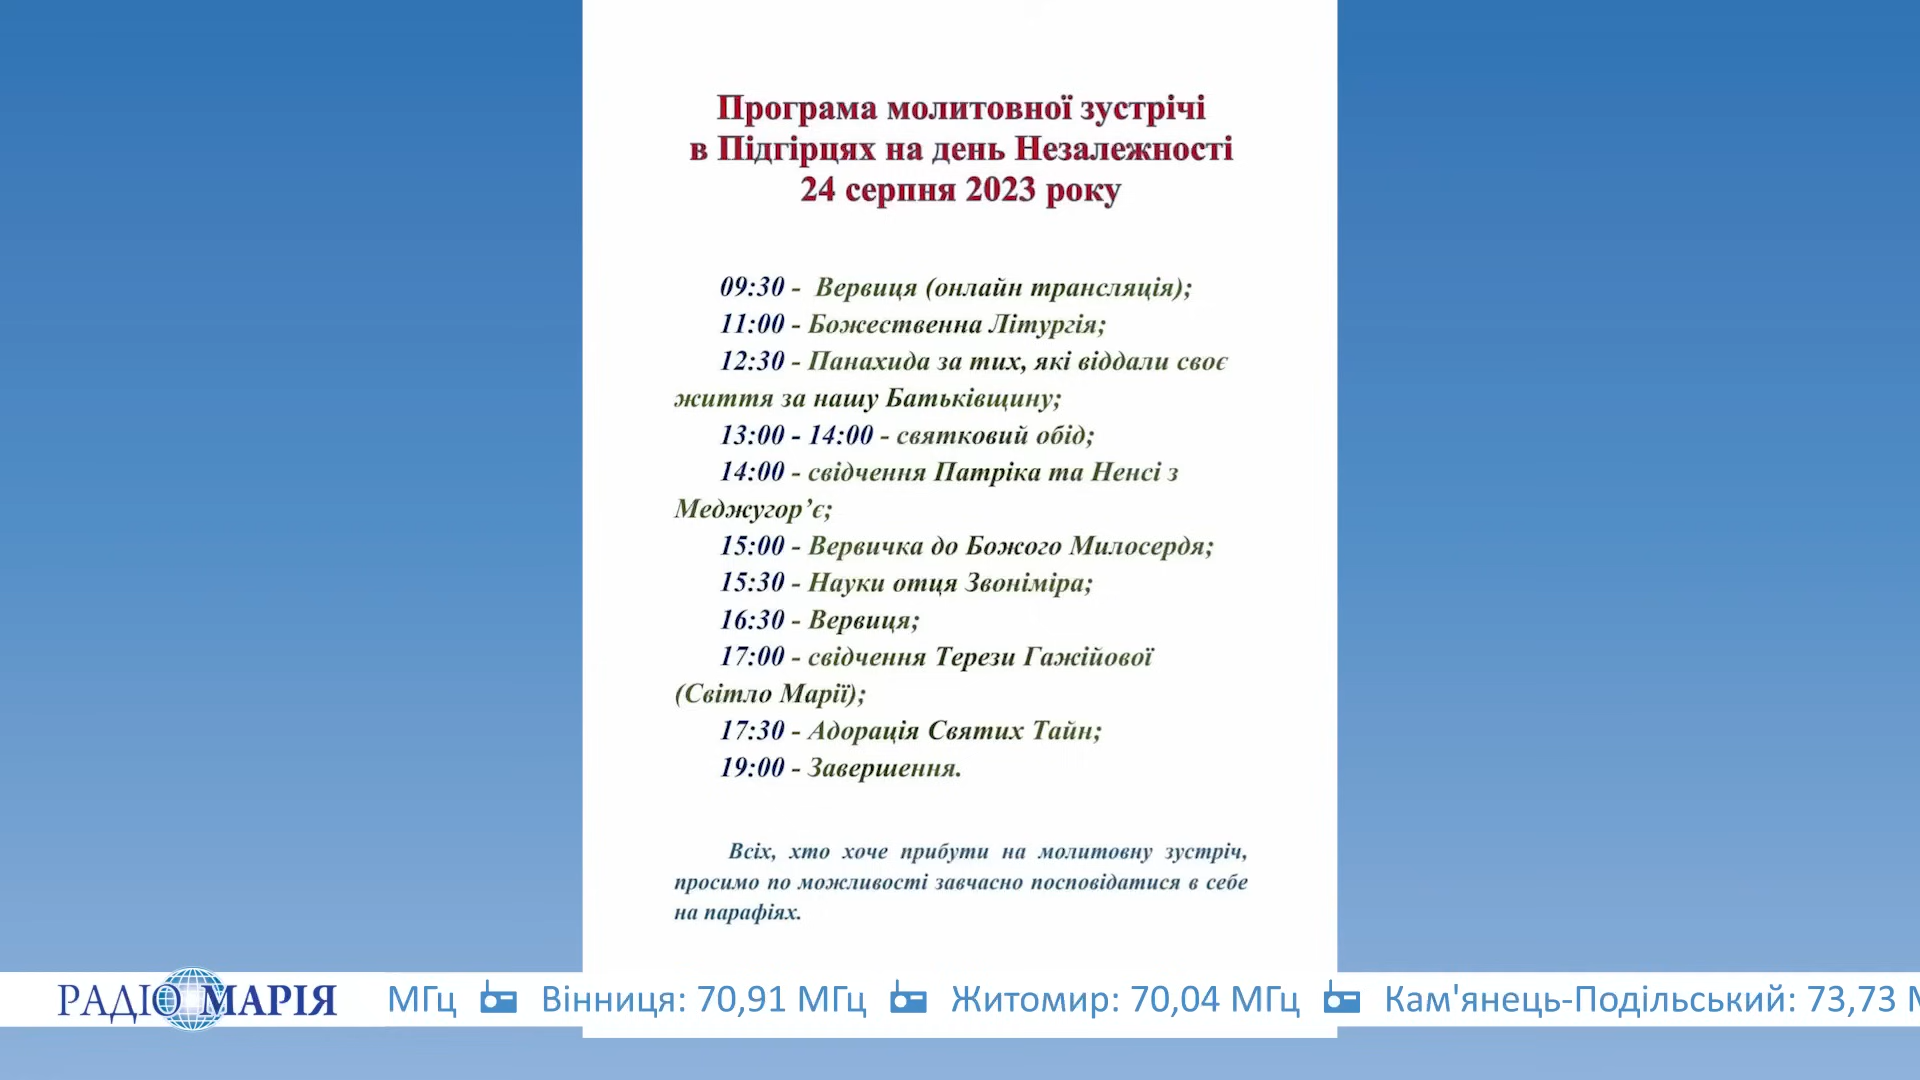 Програма молитовної зустрічі
в Підгірцях на день Незалежності
24 серпня 2023 року
09:30 - Вервиця (онлайн трансляція);
11:00 - Божественна Літургія;
12:30 - Панахида за тих, які віддали своє
життя за нашу Батьківщину;
13:00 - 14:00 - святковий обід;
14:00 - свідчення Патріка та Ненсі з
Меджугор’є;
15:00 - Вервичка до Божого Милосердя;
15:30 - Науки отця Звоніміра;
16:30 - Вервиця;
17:00 - свідчення Терези Гажійової
(Світло Марії);
17:30 - Адорація Святих Тайн;
19:00 - Завершення.
Всіх, хто хоче прибути на молитовну зустріч,
просимо по можливості завчасно посповідатися в себе
на парафіях.
РАДІО МАРІЯ МГц Вінниця: 70,91 МГц Житомир: 70,04 МГц Кам'янець-Подільський: 73,73